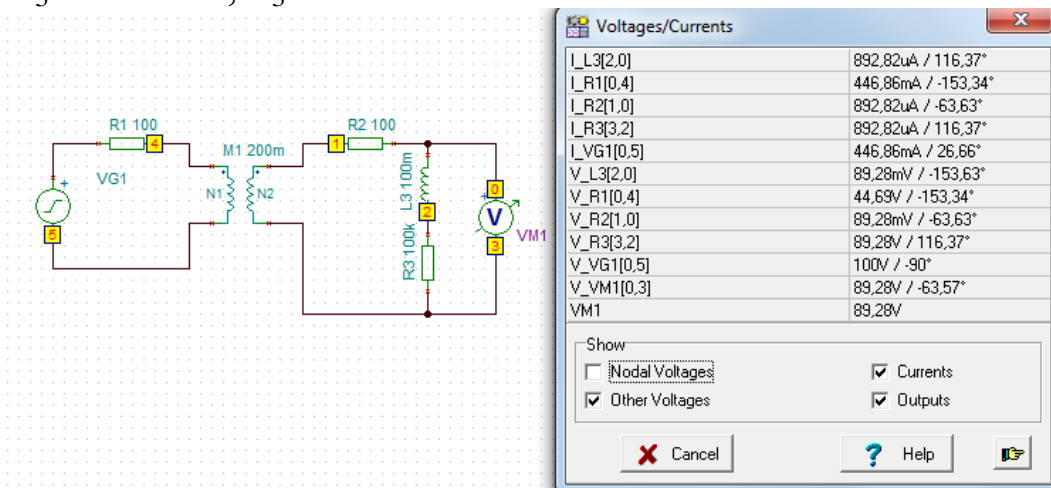 R1 100
4
VG1
5
M1 200m
N1
N2
R2 100
1
L3 100m
2
R3 100k
0
V
3
VM1
Voltages/Currents
I_L3[2,0] 892,82uA / 116,37°
I_R1[0,4] 446,86mA / -153,34°
I_R2[1,0] 892,82uA / -63,63°
I_R3[3,2] 892,82uA / 116,37°
I_VG1[0,5] 446,86mA / 26,66°
V_L3[2,0] 89,28mV / -153,63°
V_R1[0,4] 44,69V / -153,34°
V_R2[1,0] 89,28mV / -63,63°
V_R3[3,2] 89,28V / 116,37°
V_VG1[0,5] 100V / -90°
V_VM1[0,3] 89,28V / -63,57°
VM1 89,28V
Show
Nodal Voltages
Currents
Other Voltages
Outputs
Cancel
? Help